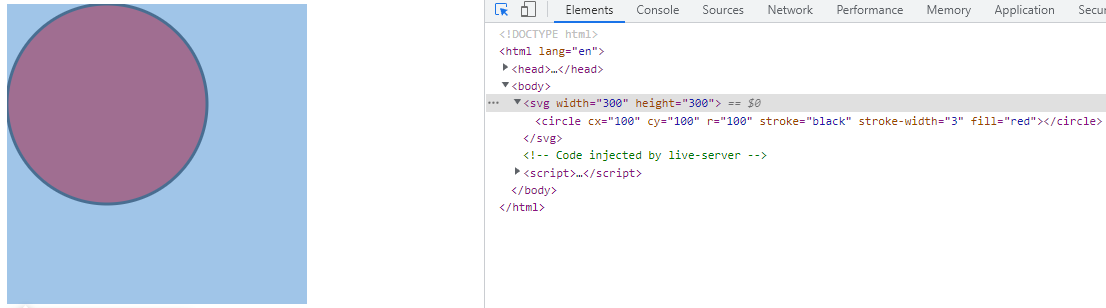 Elements Console Sources Network Performance Memory Application Secu
<!DOCTYPE html>
<html lang="en">
<head>…</head>
<body>
<svg width="300" height="300"> == $0
<circle cx="100" cy="100" r="100" stroke="black" stroke-width="3" fill="red"></circle>
</svg>
<!-- Code injected by live-server -->
<script>…</script>
</body>
</html>